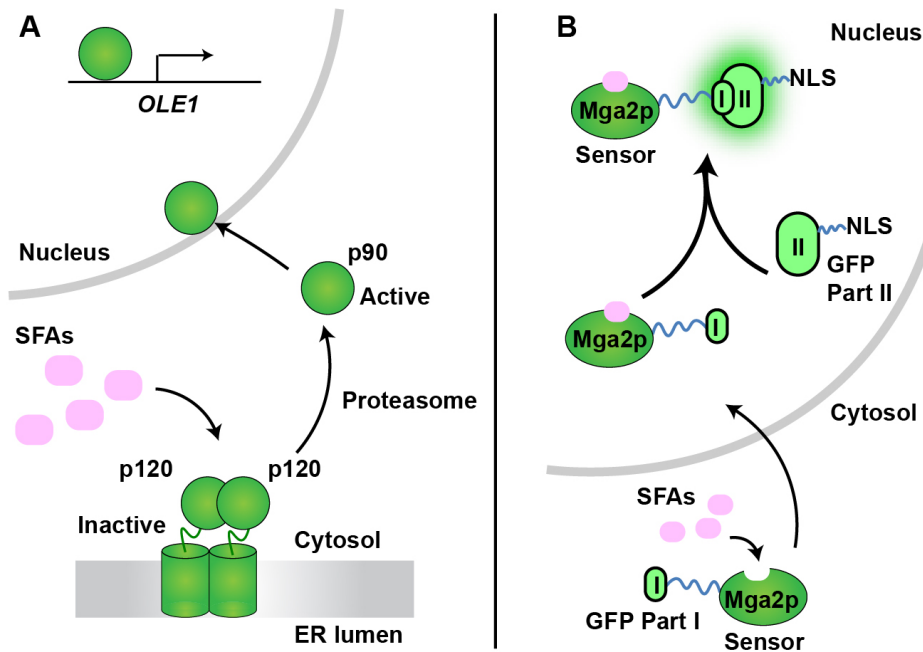 A
OLE1
Nucleus
p90
Active
SFAs
Proteasome
p120
p120
Inactive
Cytosol
ER lumen
B
Nucleus
Mga2p
I
II
NLS
Sensor
II
NLS
GFP
Part II
Mga2p
I
Cytosol
SFAs
I
Mga2p
GFP Part I
Sensor